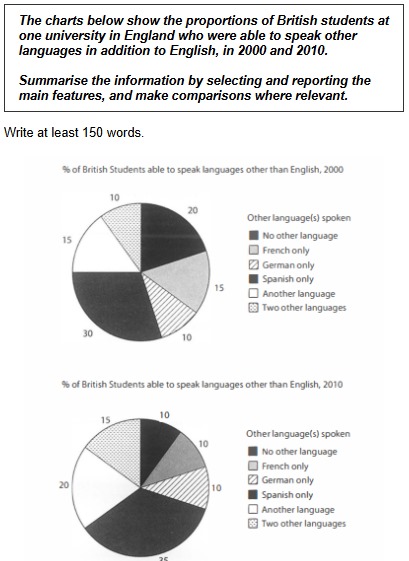 The charts below show the proportions of British students at
one university in England who were able to speak other
languages in addition to English, in 2000 and 2010.
Summarise the information by selecting and reporting the
main features, and make comparisons where relevant.
Write at least 150 words.
% of British Students able to speak languages other than English, 2000
10
20
15
15
30
10
Other language(s) spoken
No other language
French only
German only
Spanish only
Another language
Two other languages
% of British Students able to speak languages other than English, 2010
15
10
10
20
10
35
Other language(s) spoken
No other language
French only
German only
Spanish only
Another language
Two other languages